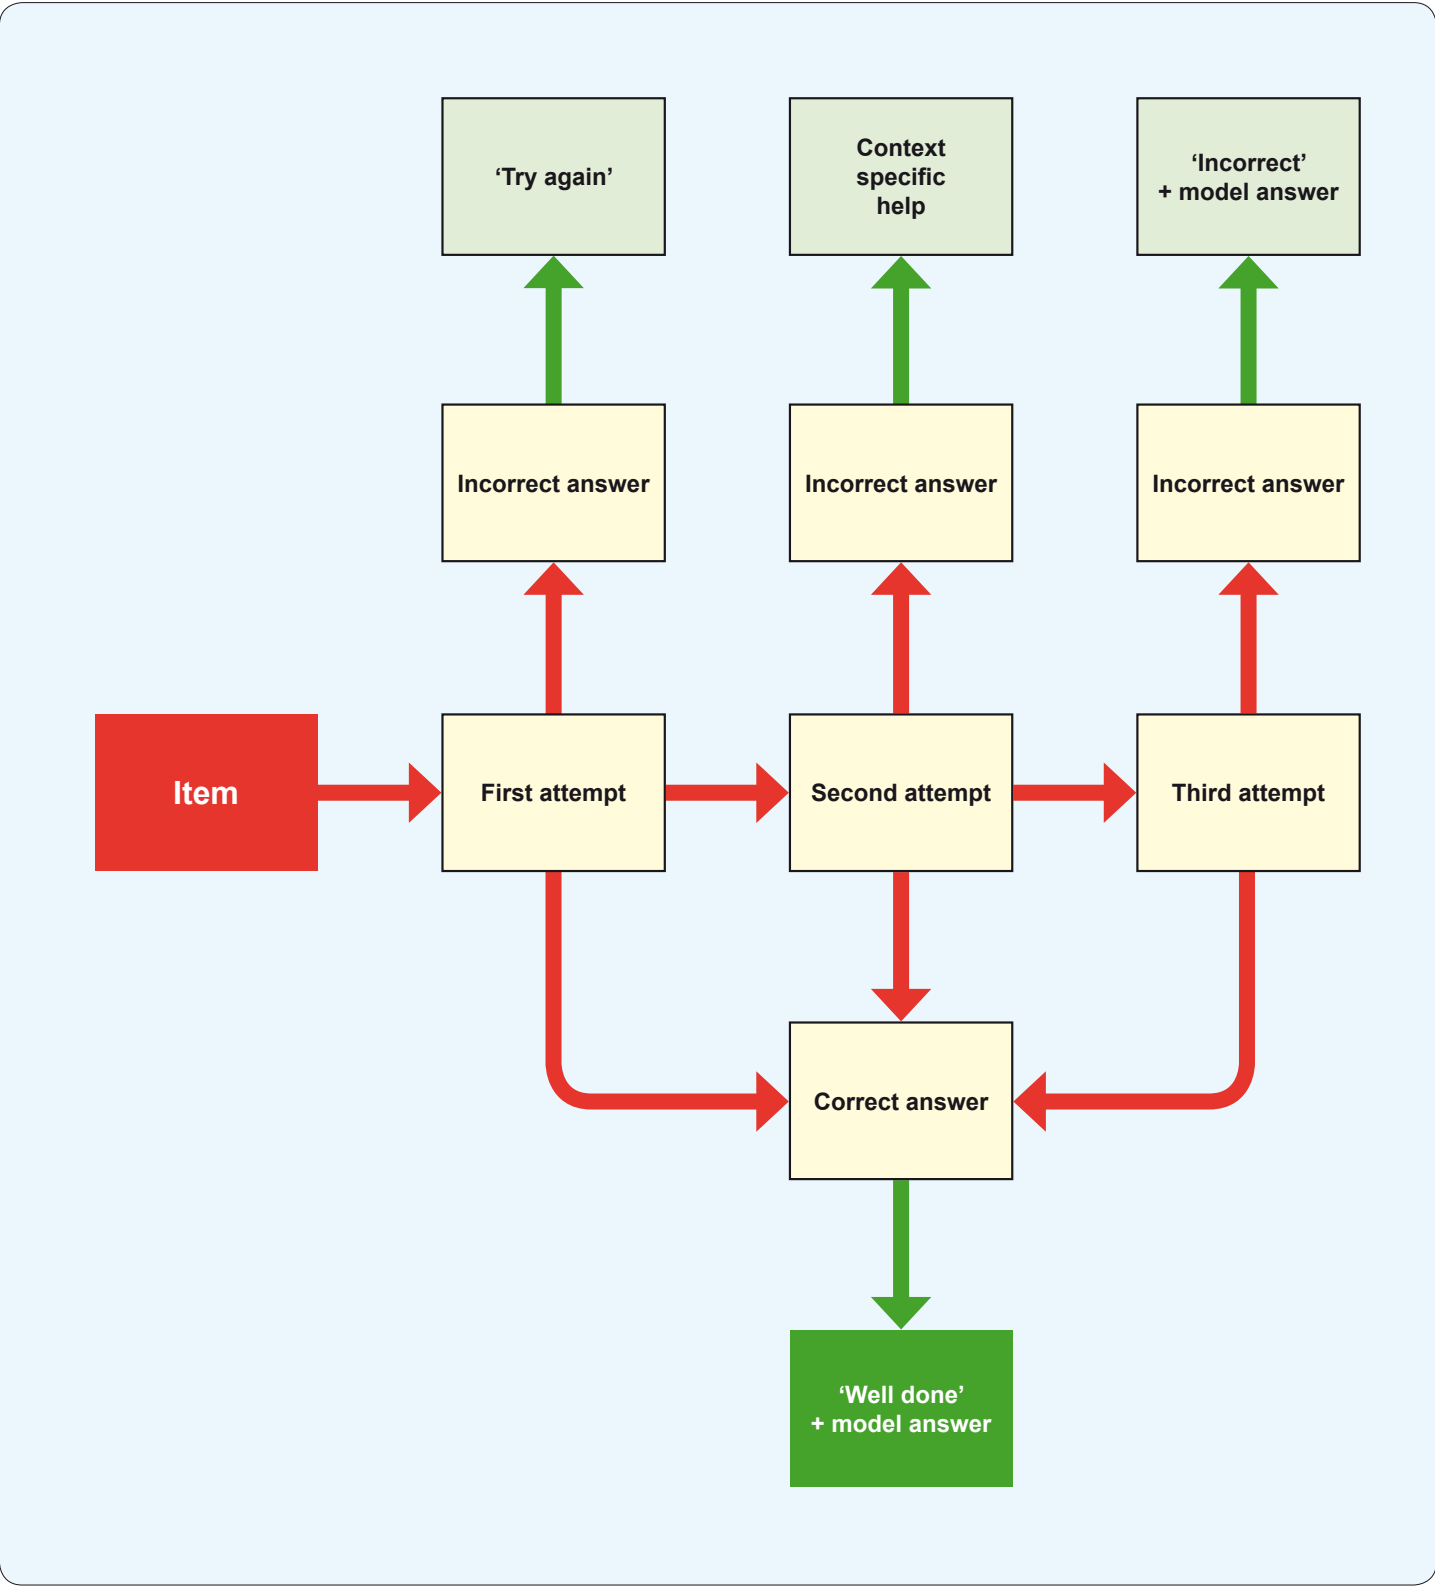 ‘Try again’
Context
specific
help
‘Incorrect’
+ model answer
Incorrect answer
Incorrect answer
Incorrect answer
Item
First attempt
Second attempt
Third attempt
Correct answer
‘Well done’
+ model answer